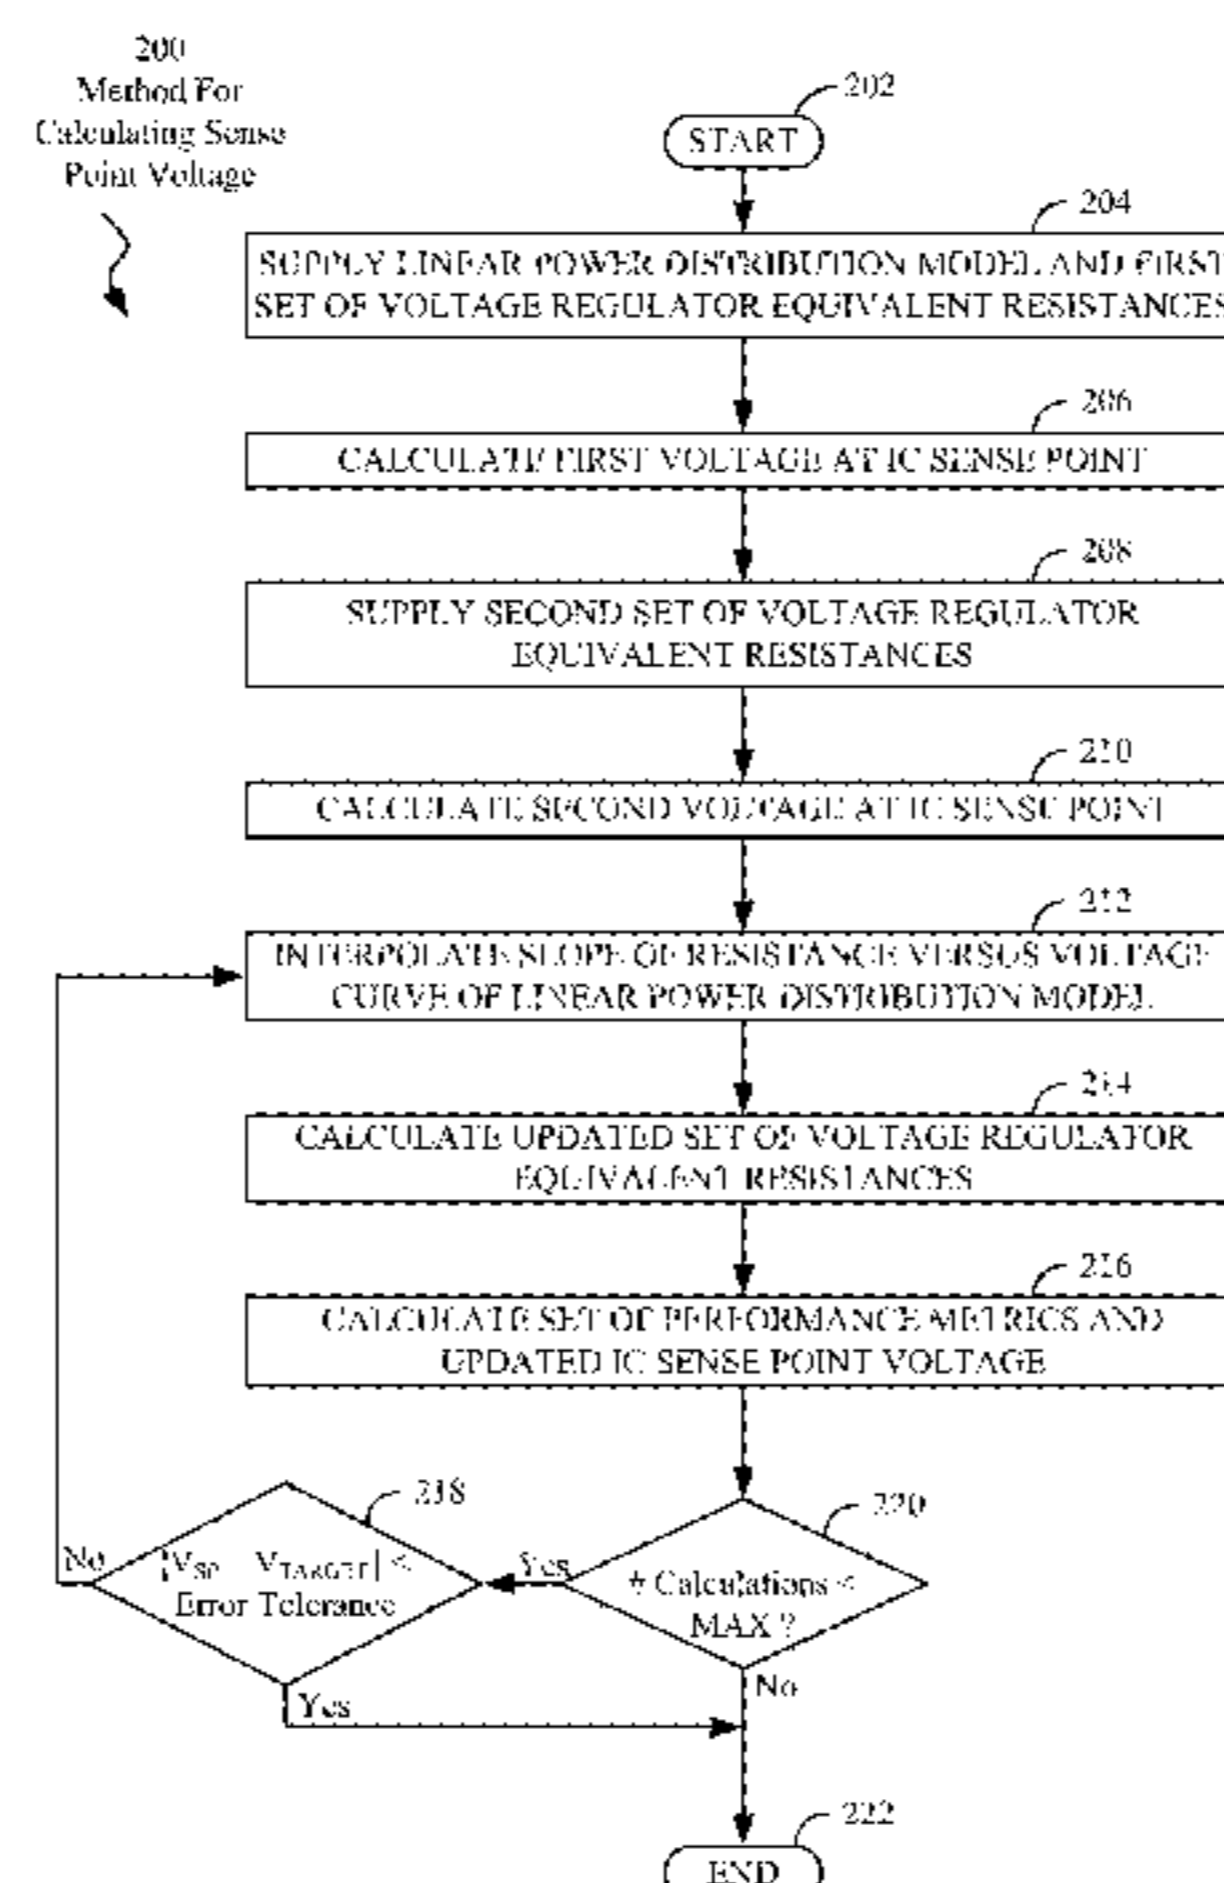 200
Method For
Calculating Sense
Point Voltage
202
START
204
SUPPLY LINEAR POWER DISTRIBUTION MODEL AND FIRST
SET OF VOLTAGE REGULATOR EQUIVALENT RESISTANCES
206
CALCULATE FIRST VOLTAGE AT IC SENSE POINT
208
SUPPLY SECOND SET OF VOLTAGE REGULATOR
EQUIVALENT RESISTANCES
210
CALCULATE SECOND VOLTAGE AT IC SENSE POINT
212
INTERPOLATE SLOPE OF RESISTANCE VERSUS VOLTAGE
CURVE OF LINEAR POWER DISTRIBUTION MODEL
214
CALCULATE UPDATED SET OF VOLTAGE REGULATOR
EQUIVALENT RESISTANCES
216
CALCULATE SET OF PERFORMANCE METRICS AND
UPDATED IC SENSE POINT VOLTAGE
218
220
No
|VSP VTARGET| <
Error Tolerance
Yes
# Calculations <
MAX ?
Yes
No
222
END